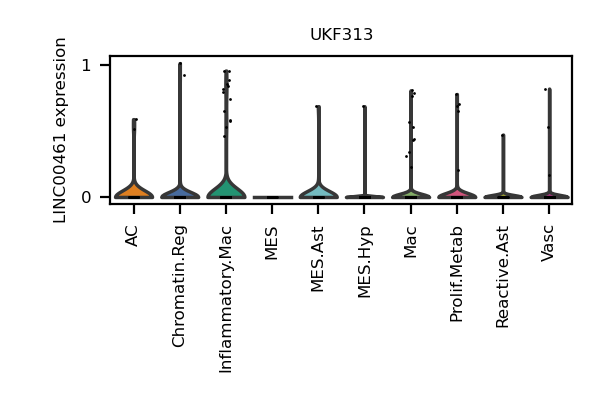 UKF313
LINC00461 expression
1
0
AC
Chromatin.Reg
Inflammatory.Mac
MES
MES.Ast
MES.Hyp
Mac
Prolif.Metab
Reactive.Ast
Vasc